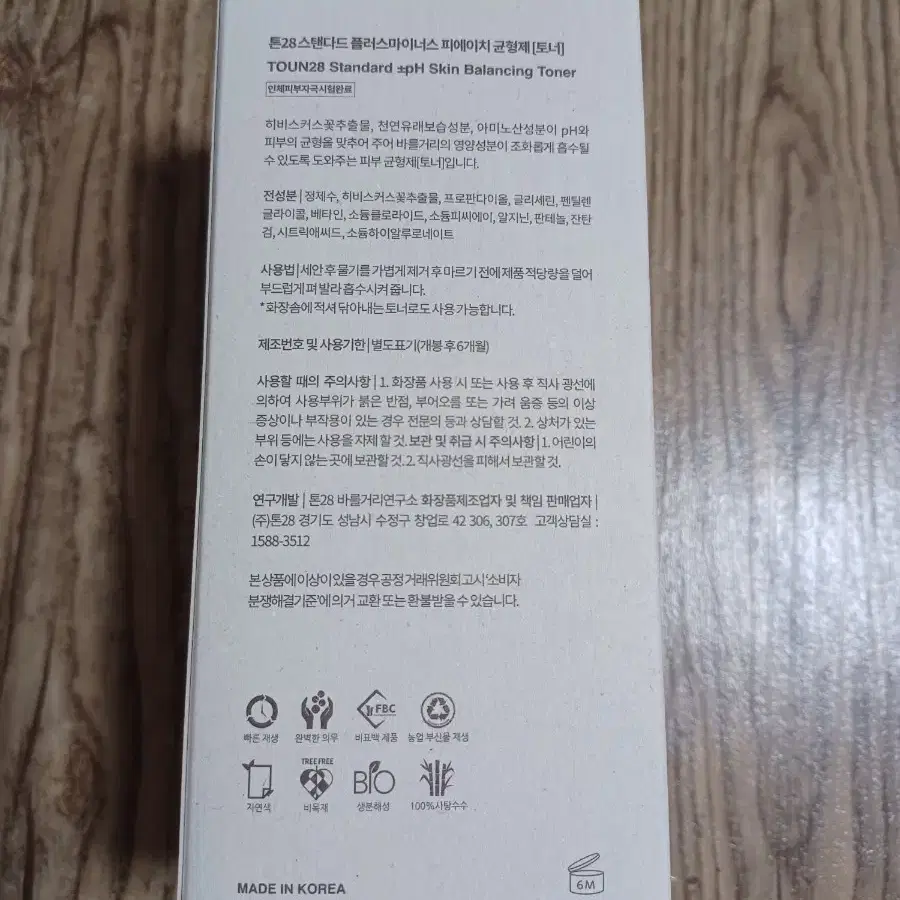 톤28 스탠다드 플러스마이너스 피에이치 균형제 [토너]
TOUN28 Standard ±pH Skin Balancing Toner
인체피부자극시험완료
히비스커스꽃추출물, 천연유래보습성분, 아미노산성분이 pH와
피부의 균형을 맞추어 주어 바를거리의 영양성분이 조화롭게 흡수될
수 있도록 도와주는 피부 균형제[토너]입니다.
전성분 | 정제수, 히비스커스꽃추출물, 프로판다이올, 글리세린, 펜틸렌
글라이콜, 베타인, 소듐클로라이드, 소듐피씨에이, 알지닌, 판테놀, 잔탄
검, 시트릭애씨드, 소듐하이알루로네이트
사용법 | 세안 후 물기를 가볍게 제거 후 마르기 전에 제품 적당량을 덜어
부드럽게 펴 발라 흡수시켜 줍니다.
* 화장솜에 적셔 닦아내는 토너로도 사용 가능합니다.
제조번호 및 사용기한 | 별도표기(개봉 후 6개월)
사용할 때의 주의사항 | 1. 화장품 사용 시 또는 사용 후 직사 광선에
의하여 사용부위가 붉은 반점, 부어오름 또는 가려 움증 등의 이상
증상이나 부작용이 있는 경우 전문의 등과 상담할 것. 2. 상처가 있는
부위 등에는 사용을 자제 할 것. 보관 및 취급 시 주의사항 | 1. 어린이의
손이 닿지 않는 곳에 보관할 것. 2. 직사광선을 피해서 보관할 것.
연구개발 | 톤28 바를거리연구소 화장품제조업자 및 책임 판매업자 |
(주)톤28 경기도 성남시 수정구 창업로 42 306, 307호 고객상담실 :
1588-3512
본 상품에 이상이 있을 경우 공정거래위원회 고시 '소비자
분쟁해결기준'에 의거 교환 또는 환불받을 수 있습니다.
FBC
빠른 재생 완벽한 의무 비표백 제품 농업 부산물 재생
TREE FREE
BIO
자연색 비목재 생분해성 100%사탕수수
MADE IN KOREA
6M